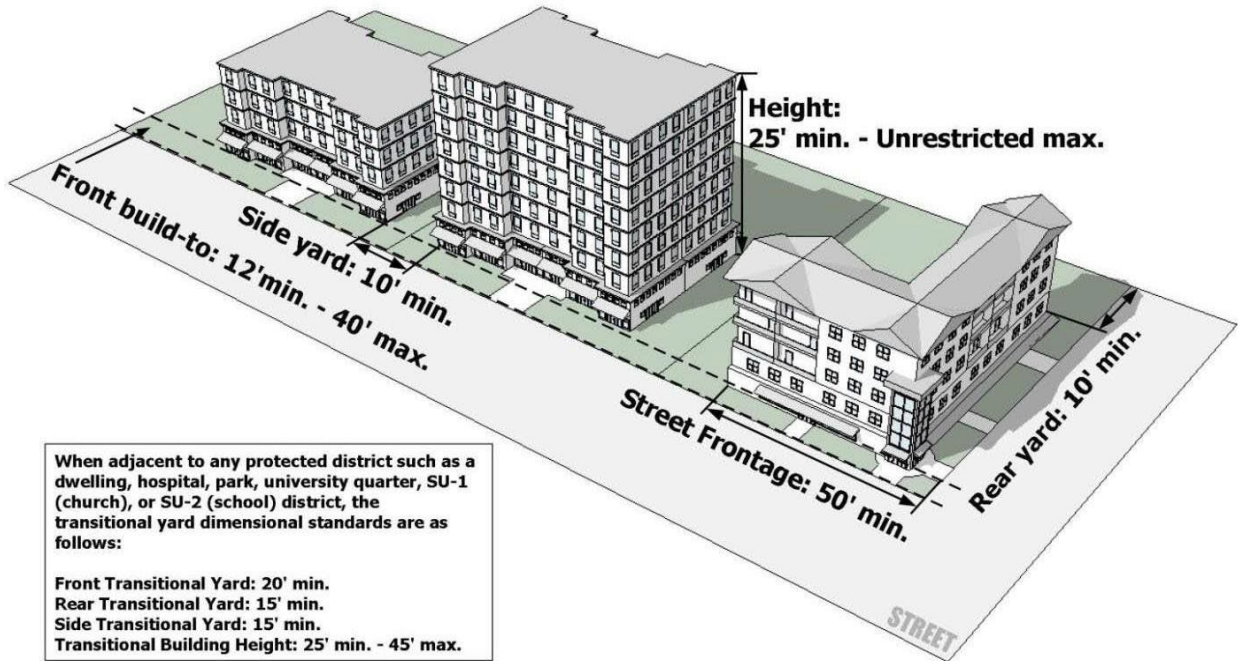 Height:
25' min. - Unrestricted max.
Front build-to: 12'min. - 40' max.
Side yard: 10' min.
Street Frontage: 50' min.
Rear yard: 10' min.
STREET
When adjacent to any protected district such as a
dwelling, hospital, park, university quarter, SU-1
(church), or SU-2 (school) district, the
transitional yard dimensional standards are as
follows:
Front Transitional Yard: 20' min.
Rear Transitional Yard: 15' min.
Side Transitional Yard: 15' min.
Transitional Building Height: 25' min. - 45' max.